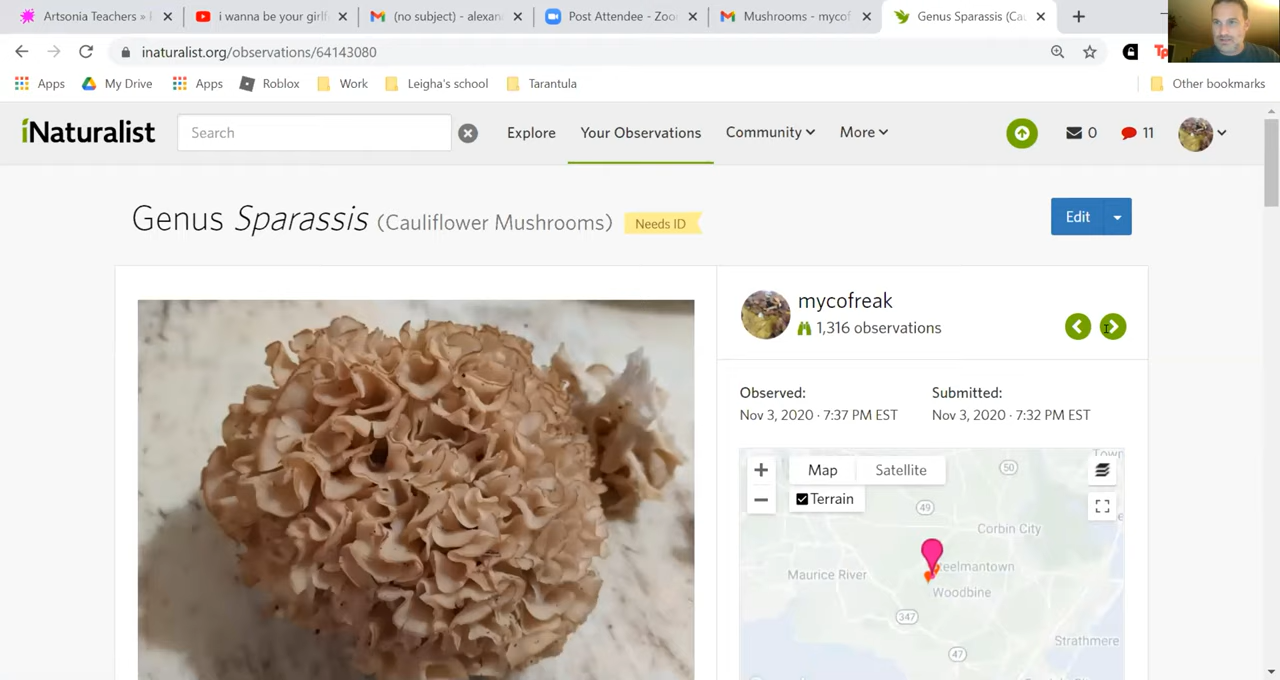 Artsonia Teachers »
i wanna be your girlf
(no subject) - alexan
Post Attendee - Zoo
Mushrooms - mycof
Genus Sparassis (Cau
inaturalist.org/observations/64143080
Apps My Drive Apps Roblox Work Leigha's school Tarantula Other bookmarks
iNaturalist Search Explore Your Observations Community More 0 11
Genus Sparassis (Cauliflower Mushrooms) Needs ID Edit
mycofreak
1,316 observations
Observed: Submitted:
Nov 3, 2020 · 7:37 PM EST Nov 3, 2020 · 7:32 PM EST
Map Satellite
Terrain
50
49
Corbin City
Maurice River
Woodbine
347
Strathmere
47